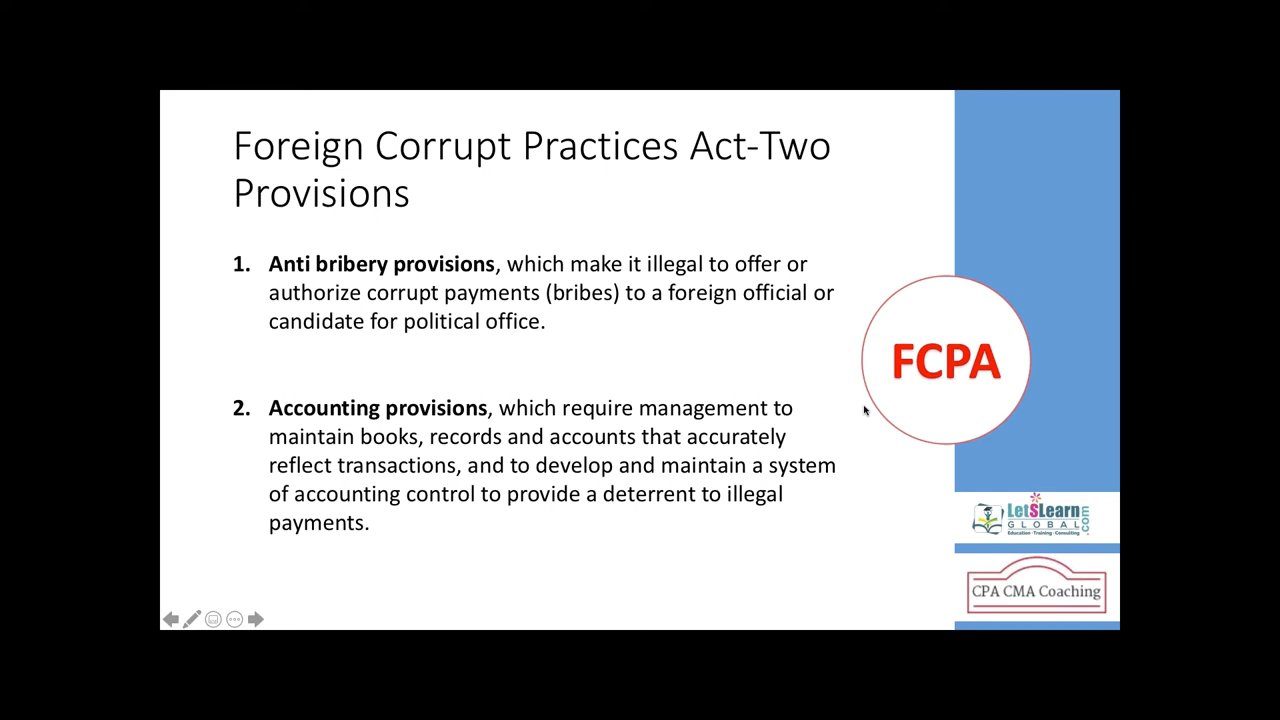 Foreign Corrupt Practices Act-Two
Provisions
1. Anti bribery provisions, which make it illegal to offer or
authorize corrupt payments (bribes) to a foreign official or
candidate for political office.
2. Accounting provisions, which require management to
maintain books, records and accounts that accurately
reflect transactions, and to develop and maintain a system
of accounting control to provide a deterrent to illegal
payments.
FCPA
LetSLearn
GLOBAL
.com
Education · Training · Consulting
CPA CMA Coaching